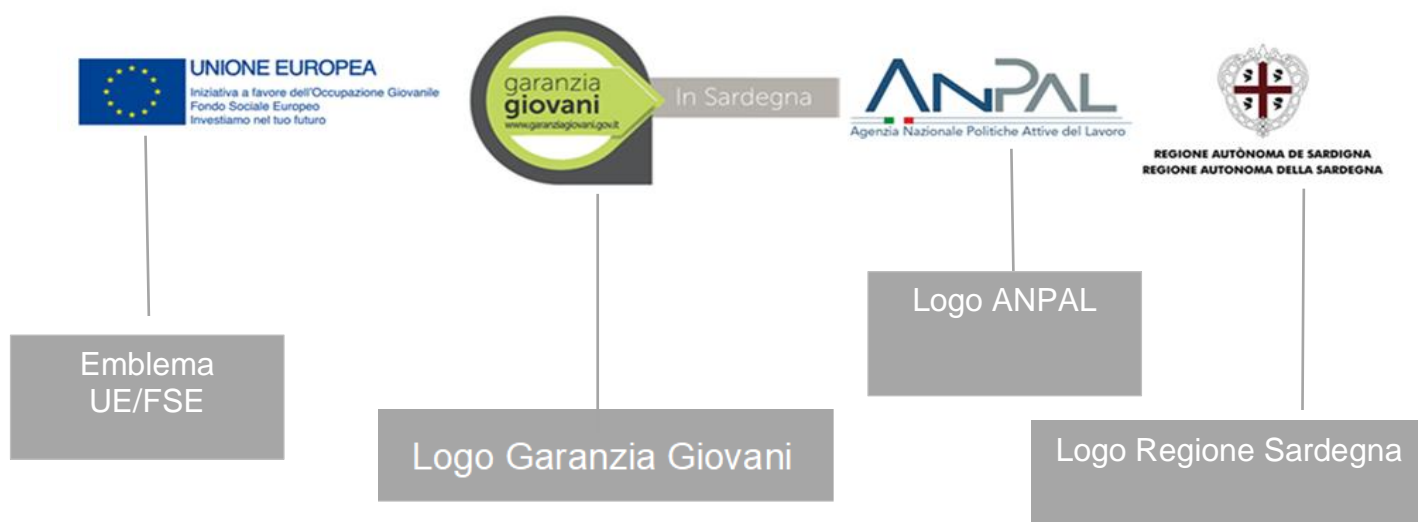 UNIONE EUROPEA
Iniziativa a favore dell'Occupazione Giovanile
Fondo Sociale Europeo
Investiamo nel tuo futuro
garanzia
giovani
www.garanziagiovani.gov.it
In Sardegna
ANPAL
Agenzia Nazionale Politiche Attive del Lavoro
REGIONE AUTÒNOMA DE SARDIGNA
REGIONE AUTONOMA DELLA SARDEGNA
Emblema
UE/FSE
Logo Garanzia Giovani
Logo ANPAL
Logo Regione Sardegna